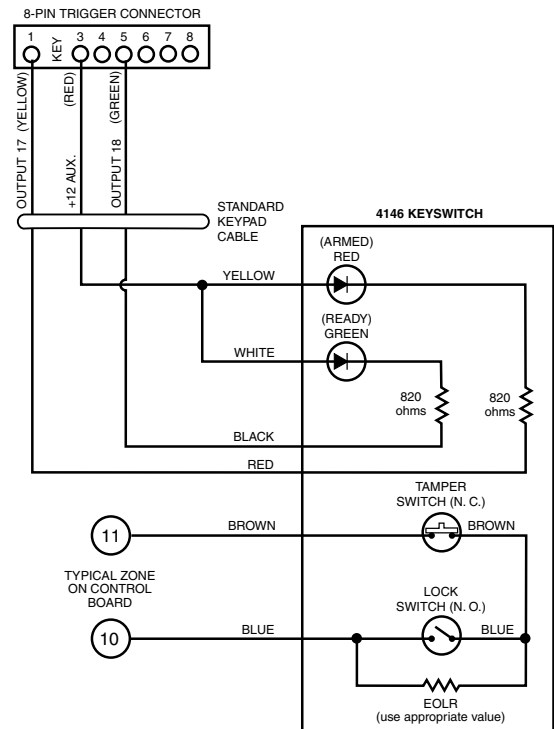 8-PIN TRIGGER CONNECTOR
1 KEY 3 4 5 6 7 8
OUTPUT 17 (YELLOW)
+12 AUX. (RED)
OUTPUT 18 (GREEN)
STANDARD
KEYPAD
CABLE
4146 KEYSWITCH
(ARMED)
RED
YELLOW
(READY)
GREEN
WHITE
820
ohms
820
ohms
BLACK
RED
TAMPER
SWITCH (N. C.)
11
BROWN
BROWN
TYPICAL ZONE
ON CONTROL
BOARD
LOCK
SWITCH (N. O.)
10
BLUE
BLUE
EOLR
(use appropriate value)